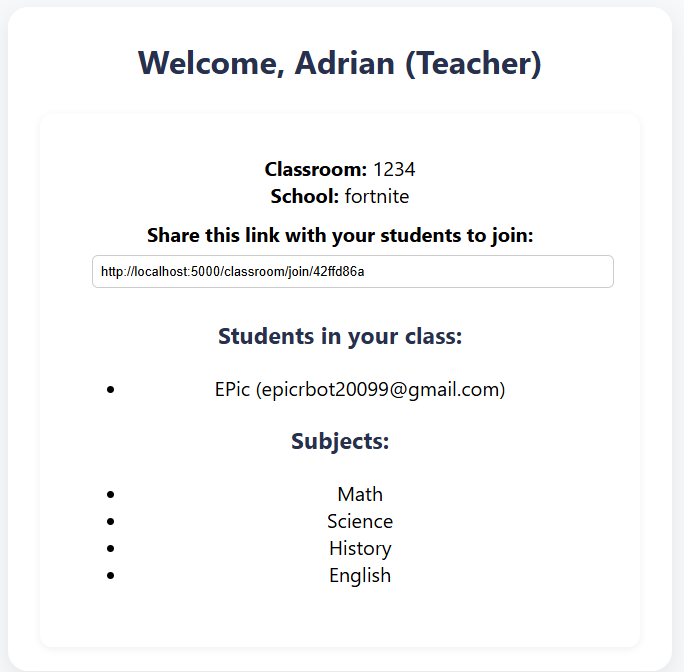 Welcome, Adrian (Teacher)
Classroom: 1234
School: fortnite
Share this link with your students to join:
http://localhost:5000/classroom/join/42ffd86a
Students in your class:
• EPic (epicrbot20099@gmail.com)
Subjects:
• Math
• Science
• History
• English